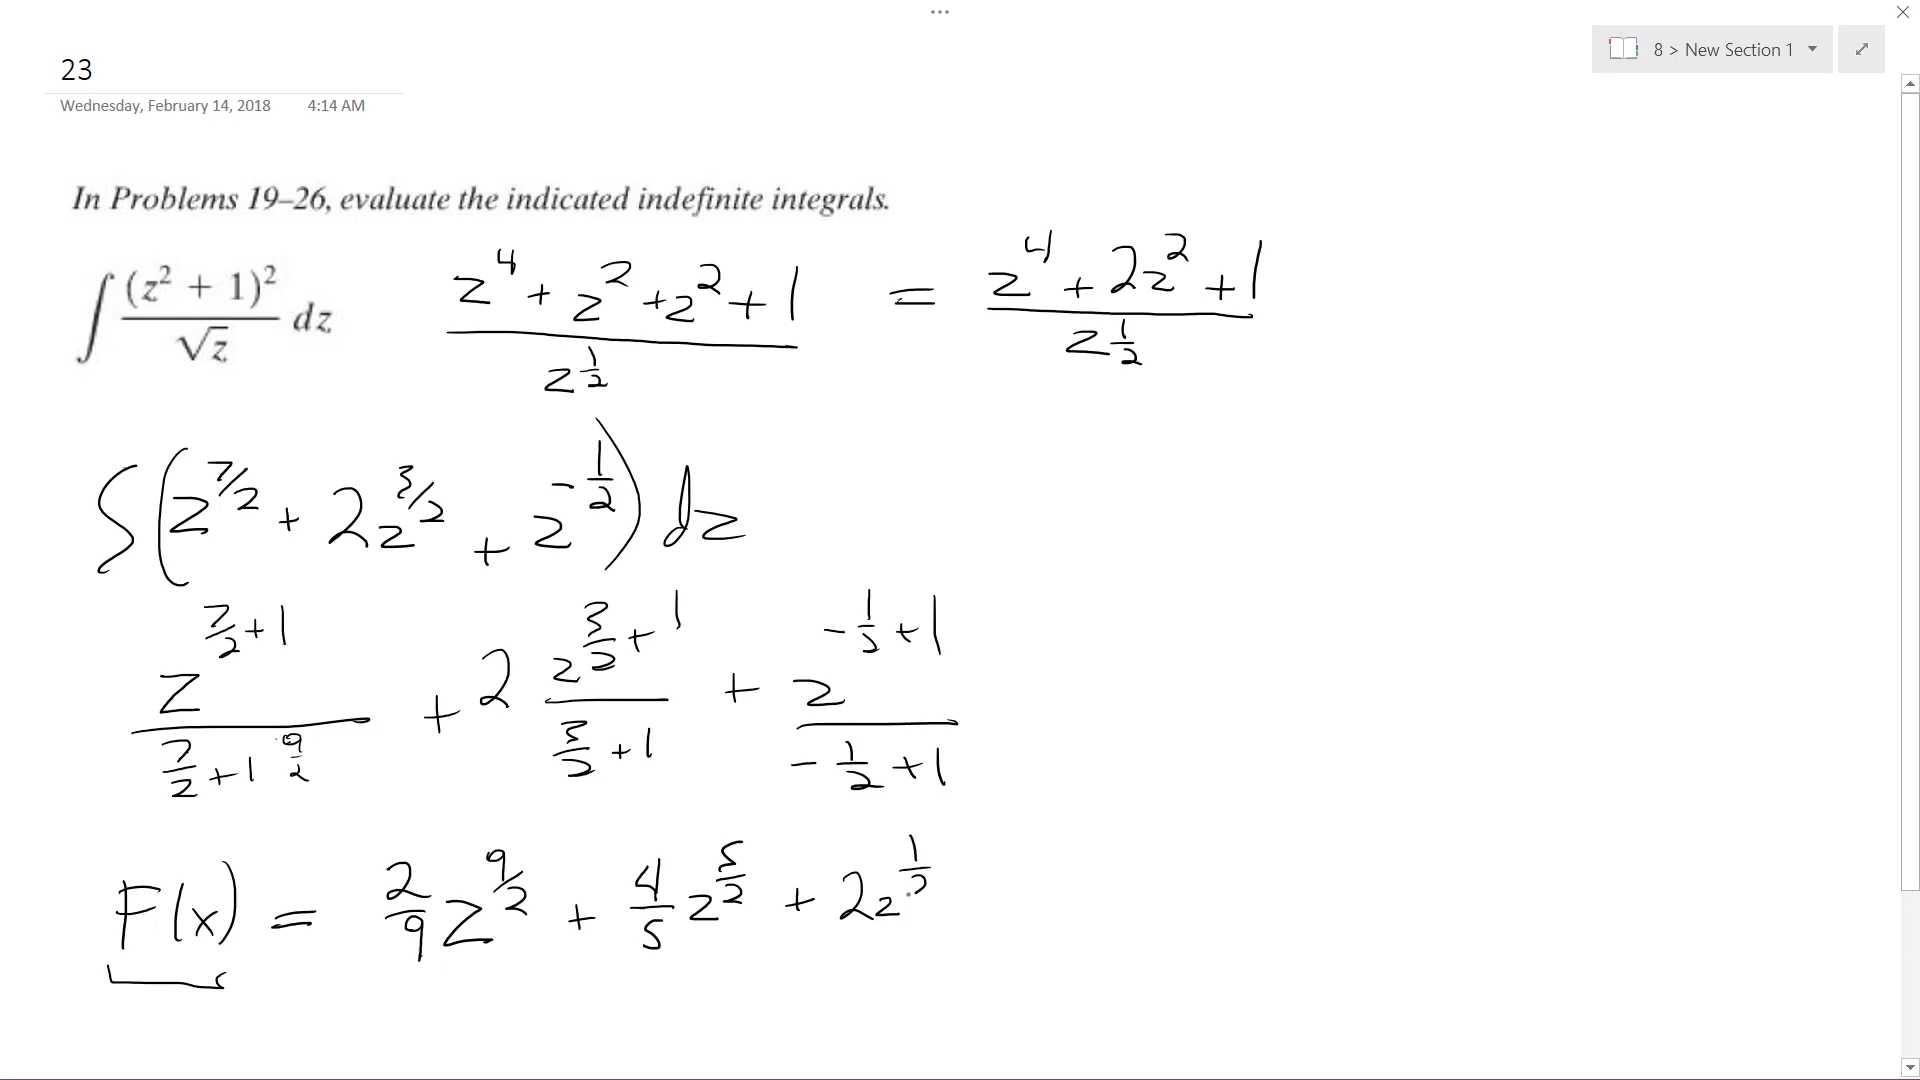 8 > New Section 1
23
Wednesday, February 14, 2018 4:14 AM
In Problems 19–26, evaluate the indicated indefinite integrals.
∫ (z² + 1)² / √z dz
(z⁴ + z² + z² + 1) / z^(1/2) = (z⁴ + 2z² + 1) / z^(1/2)
∫(z^(7/2) + 2z^(3/2) + z^(-1/2)) dz
z^(7/2 + 1) / (7/2 + 1) 9/2 + 2 z^(3/2 + 1) / (3/2 + 1) + z^(-1/2 + 1) / (-1/2 + 1)
F(x) = 2/9 z^(9/2) + 4/5 z^(5/2) + 2z^(1/2)